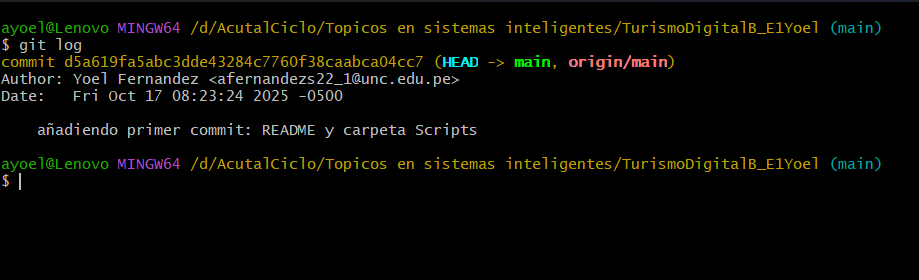 ayoel@Lenovo MINGW64 /d/AcutalCiclo/Topicos en sistemas inteligentes/TurismoDigitalB_E1Yoel (main)
$ git log
commit d5a619fa5abc3dde43284c7760f38caabca04cc7 (HEAD -> main, origin/main)
Author: Yoel Fernandez <afernandezs22_1@unc.edu.pe>
Date:   Fri Oct 17 08:23:24 2025 -0500
    añadiendo primer commit: README y carpeta Scripts
ayoel@Lenovo MINGW64 /d/AcutalCiclo/Topicos en sistemas inteligentes/TurismoDigitalB_E1Yoel (main)
$